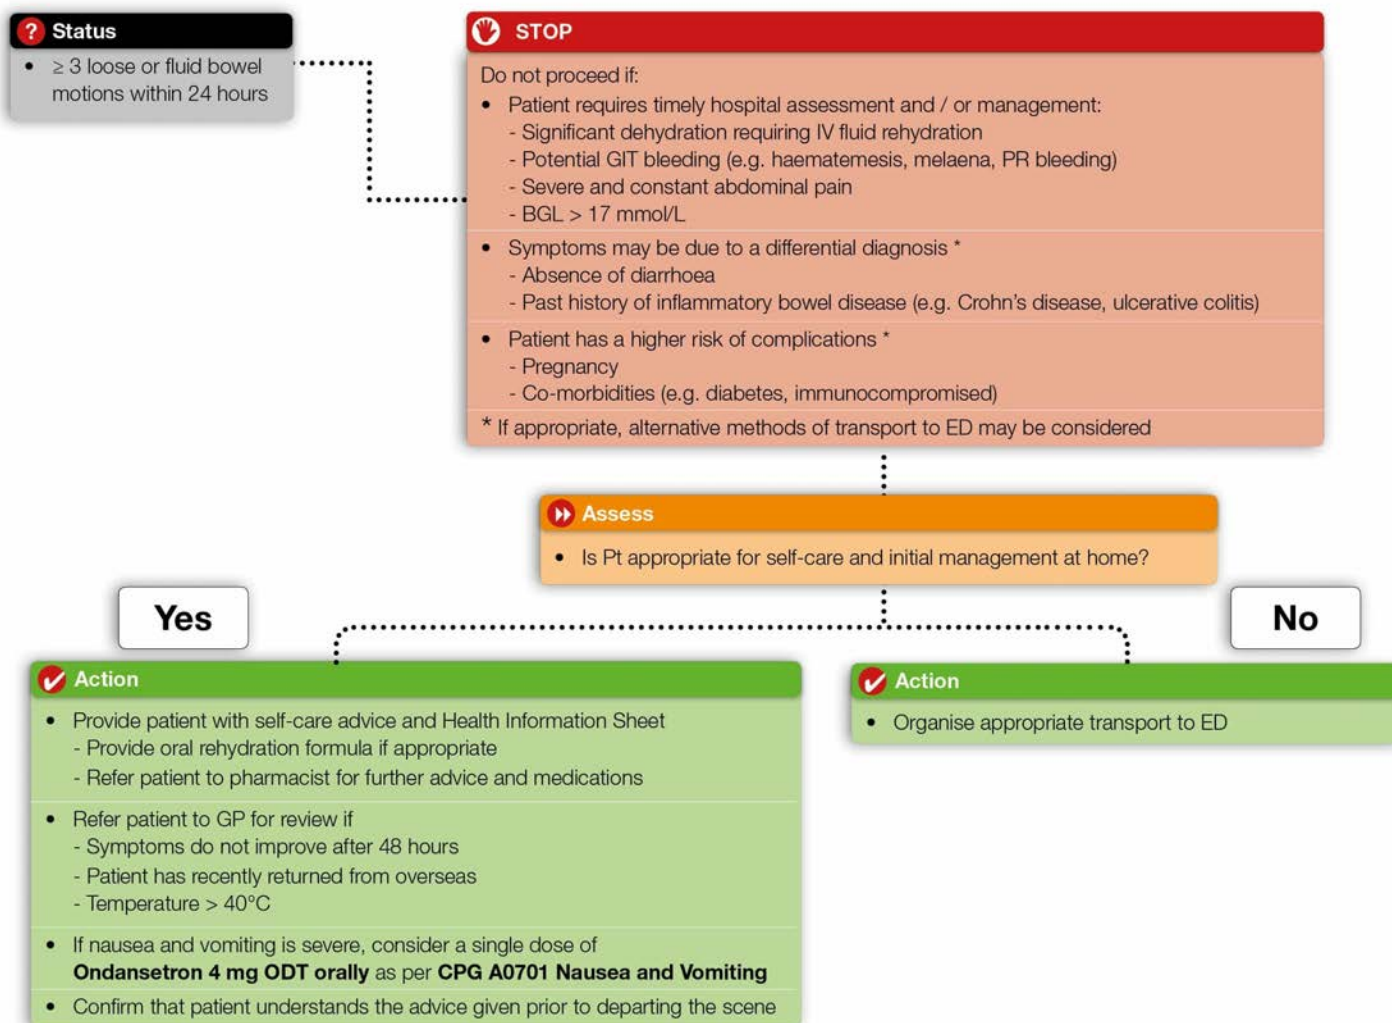 ? Status
• ≥ 3 loose or fluid bowel
motions within 24 hours
STOP
Do not proceed if:
• Patient requires timely hospital assessment and / or management:
- Significant dehydration requiring IV fluid rehydration
- Potential GIT bleeding (e.g. haematemesis, melaena, PR bleeding)
- Severe and constant abdominal pain
- BGL > 17 mmol/L
• Symptoms may be due to a differential diagnosis *
- Absence of diarrhoea
- Past history of inflammatory bowel disease (e.g. Crohn's disease, ulcerative colitis)
• Patient has a higher risk of complications *
- Pregnancy
- Co-morbidities (e.g. diabetes, immunocompromised)
* If appropriate, alternative methods of transport to ED may be considered
Assess
• Is Pt appropriate for self-care and initial management at home?
Yes
No
Action
• Provide patient with self-care advice and Health Information Sheet
- Provide oral rehydration formula if appropriate
- Refer patient to pharmacist for further advice and medications
• Refer patient to GP for review if
- Symptoms do not improve after 48 hours
- Patient has recently returned from overseas
- Temperature > 40°C
• If nausea and vomiting is severe, consider a single dose of
Ondansetron 4 mg ODT orally as per CPG A0701 Nausea and Vomiting
• Confirm that patient understands the advice given prior to departing the scene
Action
• Organise appropriate transport to ED